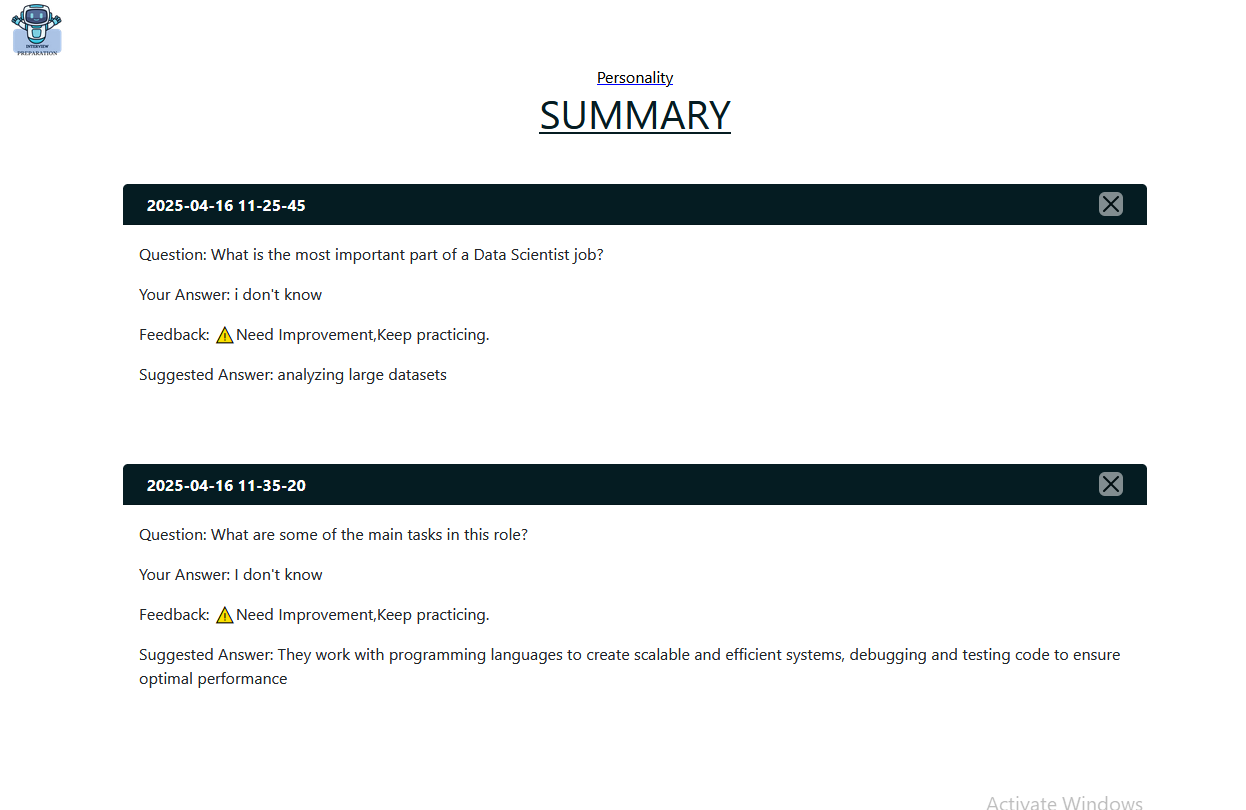 INTERVIEW
PREPARATION
Personality
SUMMARY
2025-04-16 11-25-45
Question: What is the most important part of a Data Scientist job?
Your Answer: i don't know
Feedback: ⚠Need Improvement,Keep practicing.
Suggested Answer: analyzing large datasets
2025-04-16 11-35-20
Question: What are some of the main tasks in this role?
Your Answer: I don't know
Feedback: ⚠Need Improvement,Keep practicing.
Suggested Answer: They work with programming languages to create scalable and efficient systems, debugging and testing code to ensure
optimal performance
Activate Windows